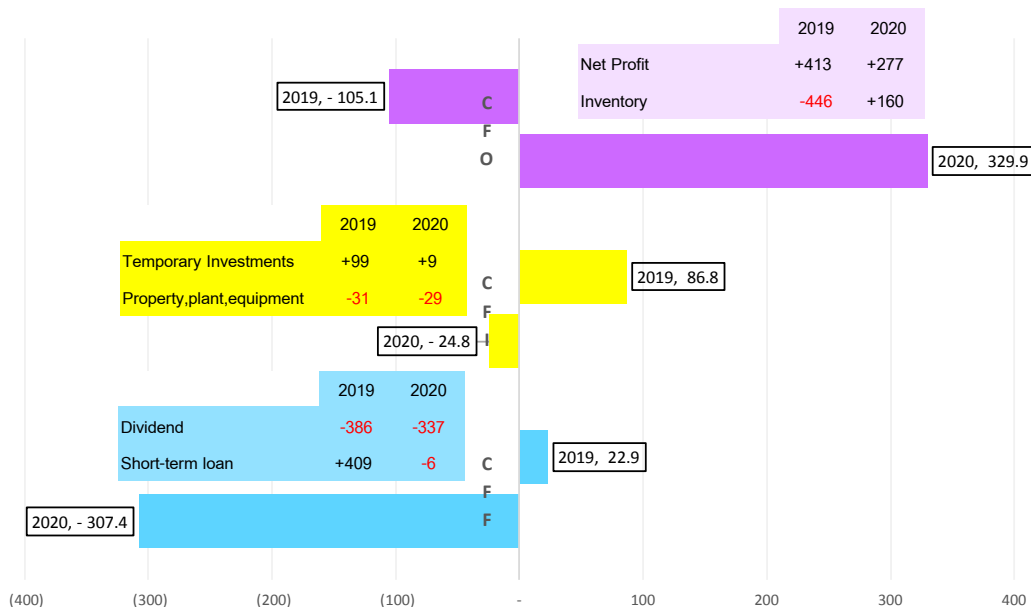 2019 2020
Net Profit +413 +277
Inventory -446 +160
2019, - 105.1
C
F
O
2020, 329.9
2019 2020
Temporary Investments +99 +9
Property,plant,equipment -31 -29
C
F
I
2019, 86.8
2020, - 24.8
2019 2020
Dividend -386 -337
Short-term loan +409 -6
C
F
F
2019, 22.9
2020, - 307.4
(400) (300) (200) (100) - 100 200 300 400